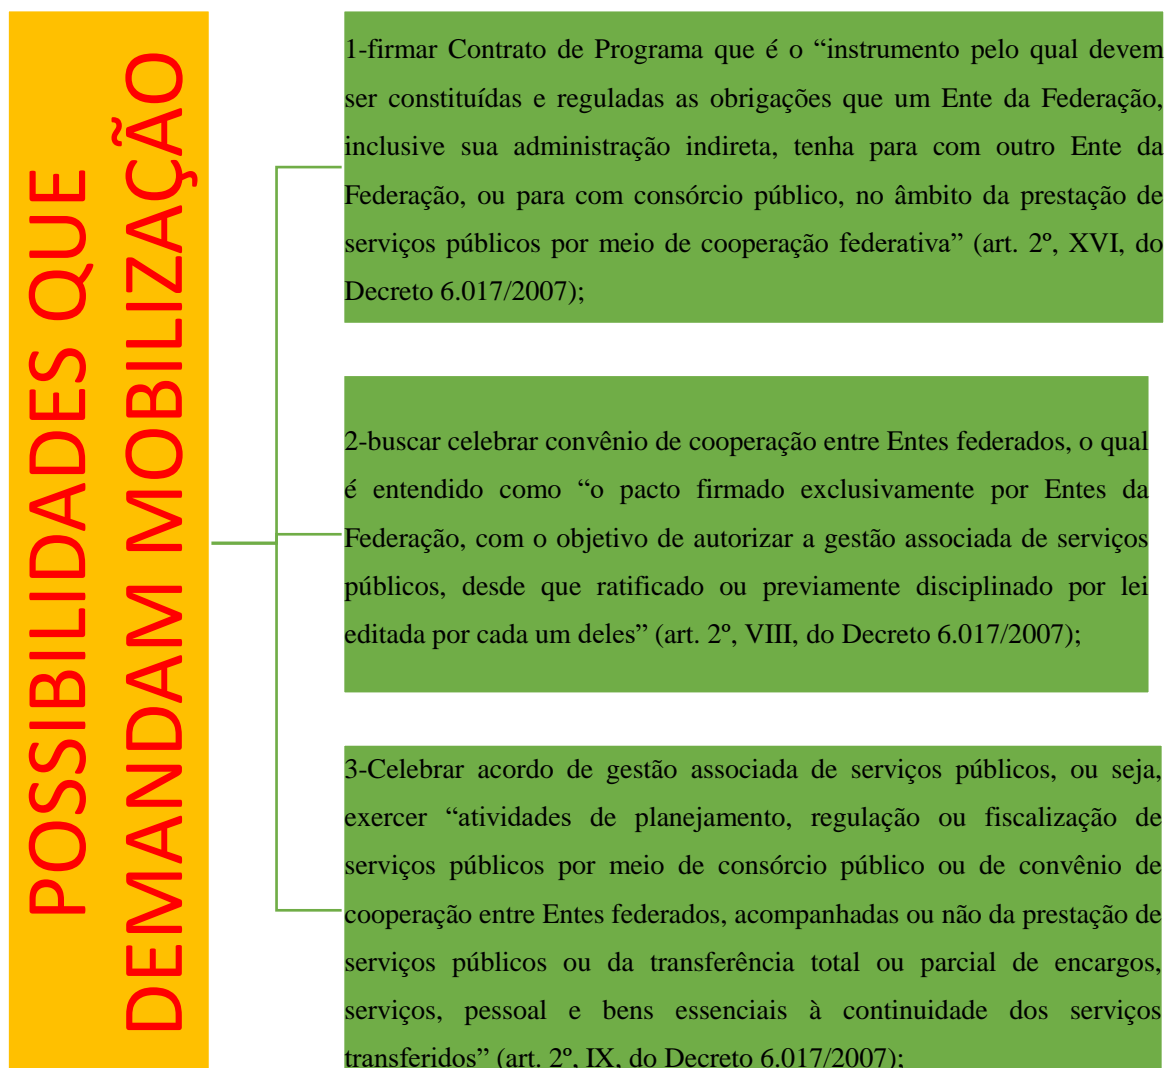 POSSIBILIDADES QUE
DEMANDAM MOBILIZAÇÃO
1-firmar Contrato de Programa que é o “instrumento pelo qual devem
ser constituídas e reguladas as obrigações que um Ente da Federação,
inclusive sua administração indireta, tenha para com outro Ente da
Federação, ou para com consórcio público, no âmbito da prestação de
serviços públicos por meio de cooperação federativa” (art. 2º, XVI, do
Decreto 6.017/2007);
2-buscar celebrar convênio de cooperação entre Entes federados, o qual
é entendido como “o pacto firmado exclusivamente por Entes da
Federação, com o objetivo de autorizar a gestão associada de serviços
públicos, desde que ratificado ou previamente disciplinado por lei
editada por cada um deles” (art. 2º, VIII, do Decreto 6.017/2007);
3-Celebrar acordo de gestão associada de serviços públicos, ou seja,
exercer “atividades de planejamento, regulação ou fiscalização de
serviços públicos por meio de consórcio público ou de convênio de
cooperação entre Entes federados, acompanhadas ou não da prestação de
serviços públicos ou da transferência total ou parcial de encargos,
serviços, pessoal e bens essenciais à continuidade dos serviços
transferidos” (art. 2º, IX, do Decreto 6.017/2007);